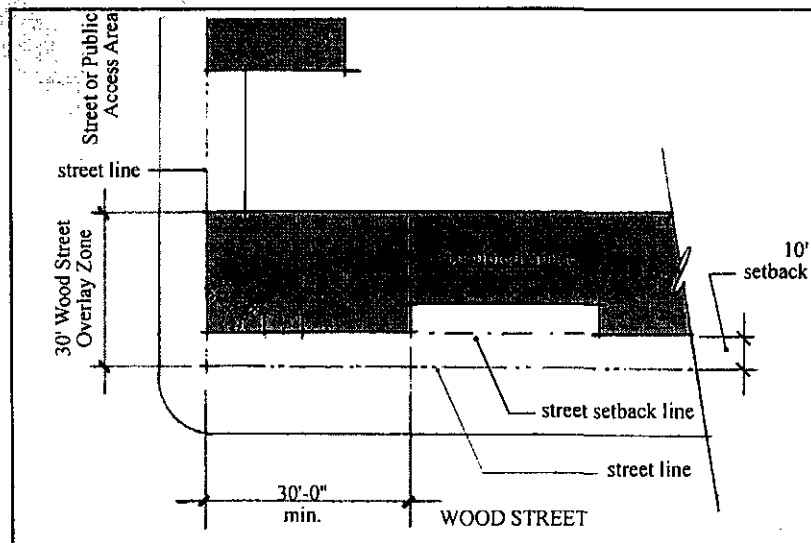 Street or Public
Access Area
street line
30' Wood Street
Overlay Zone
10'
setback
street setback line
street line
30'-0"
min.
WOOD STREET